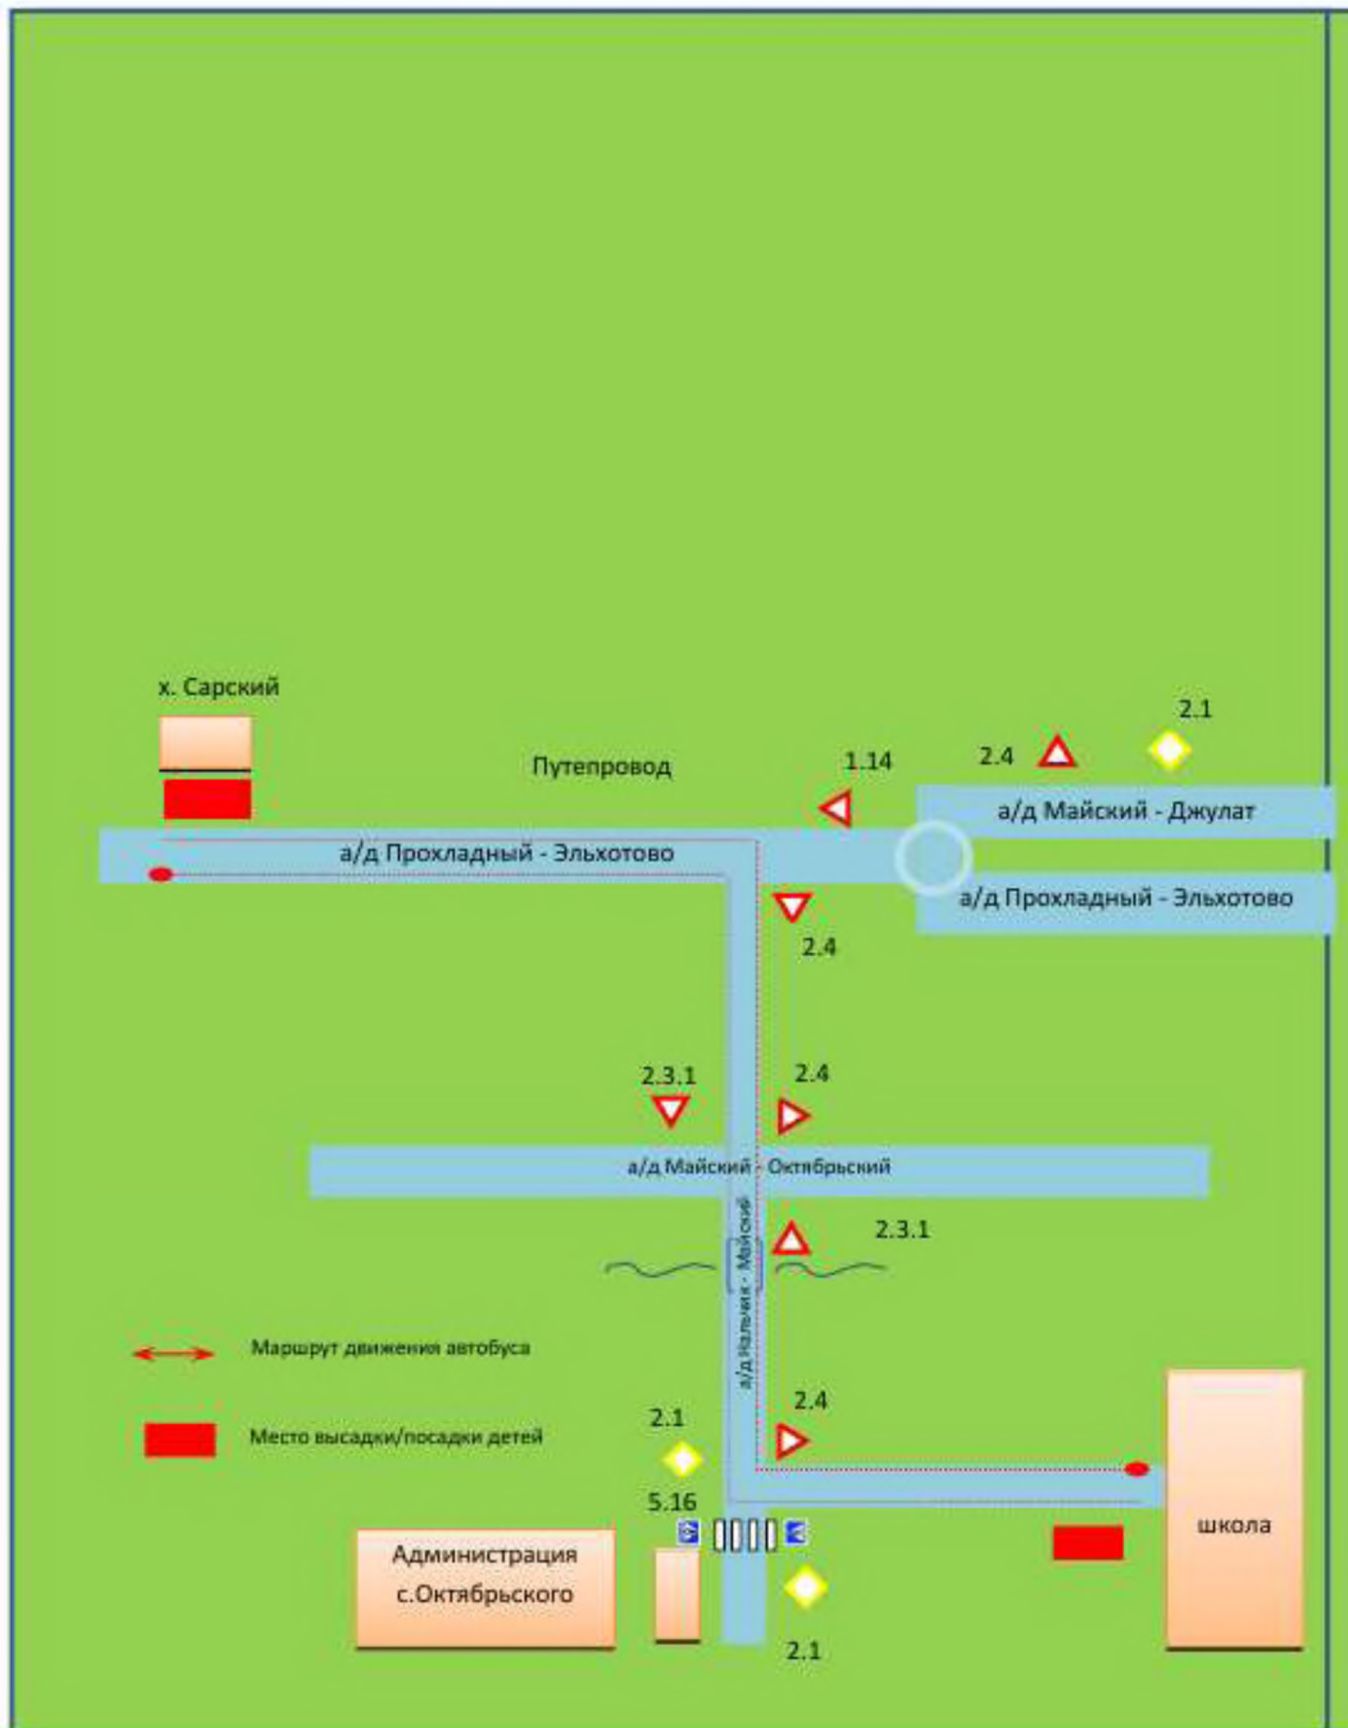 х. Сарский
2.1
Путепровод
1.14
2.4
а/д Майский - Джулат
а/д Прохладный - Эльхотово
а/д Прохладный - Эльхотово
2.4
2.3.1
2.4
а/д Майский - Октябрьский
2.3.1
а/д Нальчик - Майский
Маршрут движения автобуса
2.4
2.1
Место высадки/посадки детей
5.16
школа
Администрация
с.Октябрьского
2.1